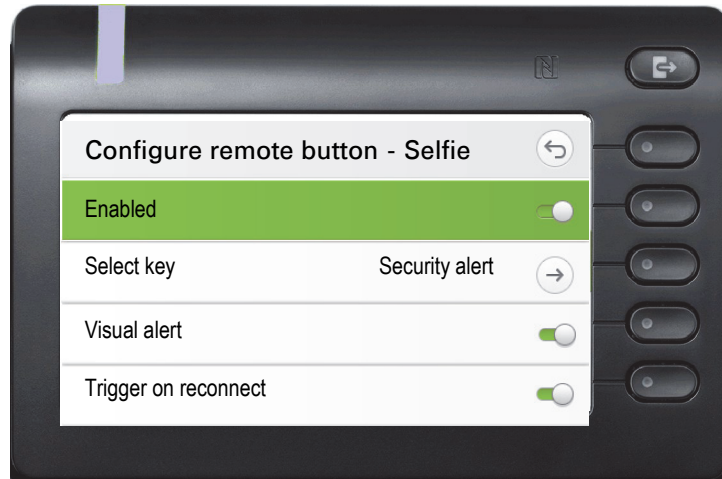 Configure remote button - Selfie
Enabled
Select key Security alert
Visual alert
Trigger on reconnect